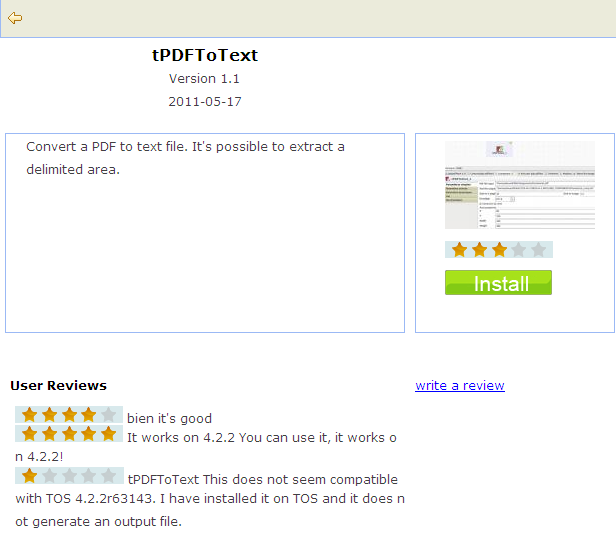 tPDFToText
Version 1.1
2011-05-17
Convert a PDF to text file. It's possible to extract a
delimited area.
Install
User Reviews
write a review
bien it's good
It works on 4.2.2 You can use it, it works o
n 4.2.2!
tPDFToText This does not seem compatible
with TOS 4.2.2r63143. I have installed it on TOS and it does n
ot generate an output file.